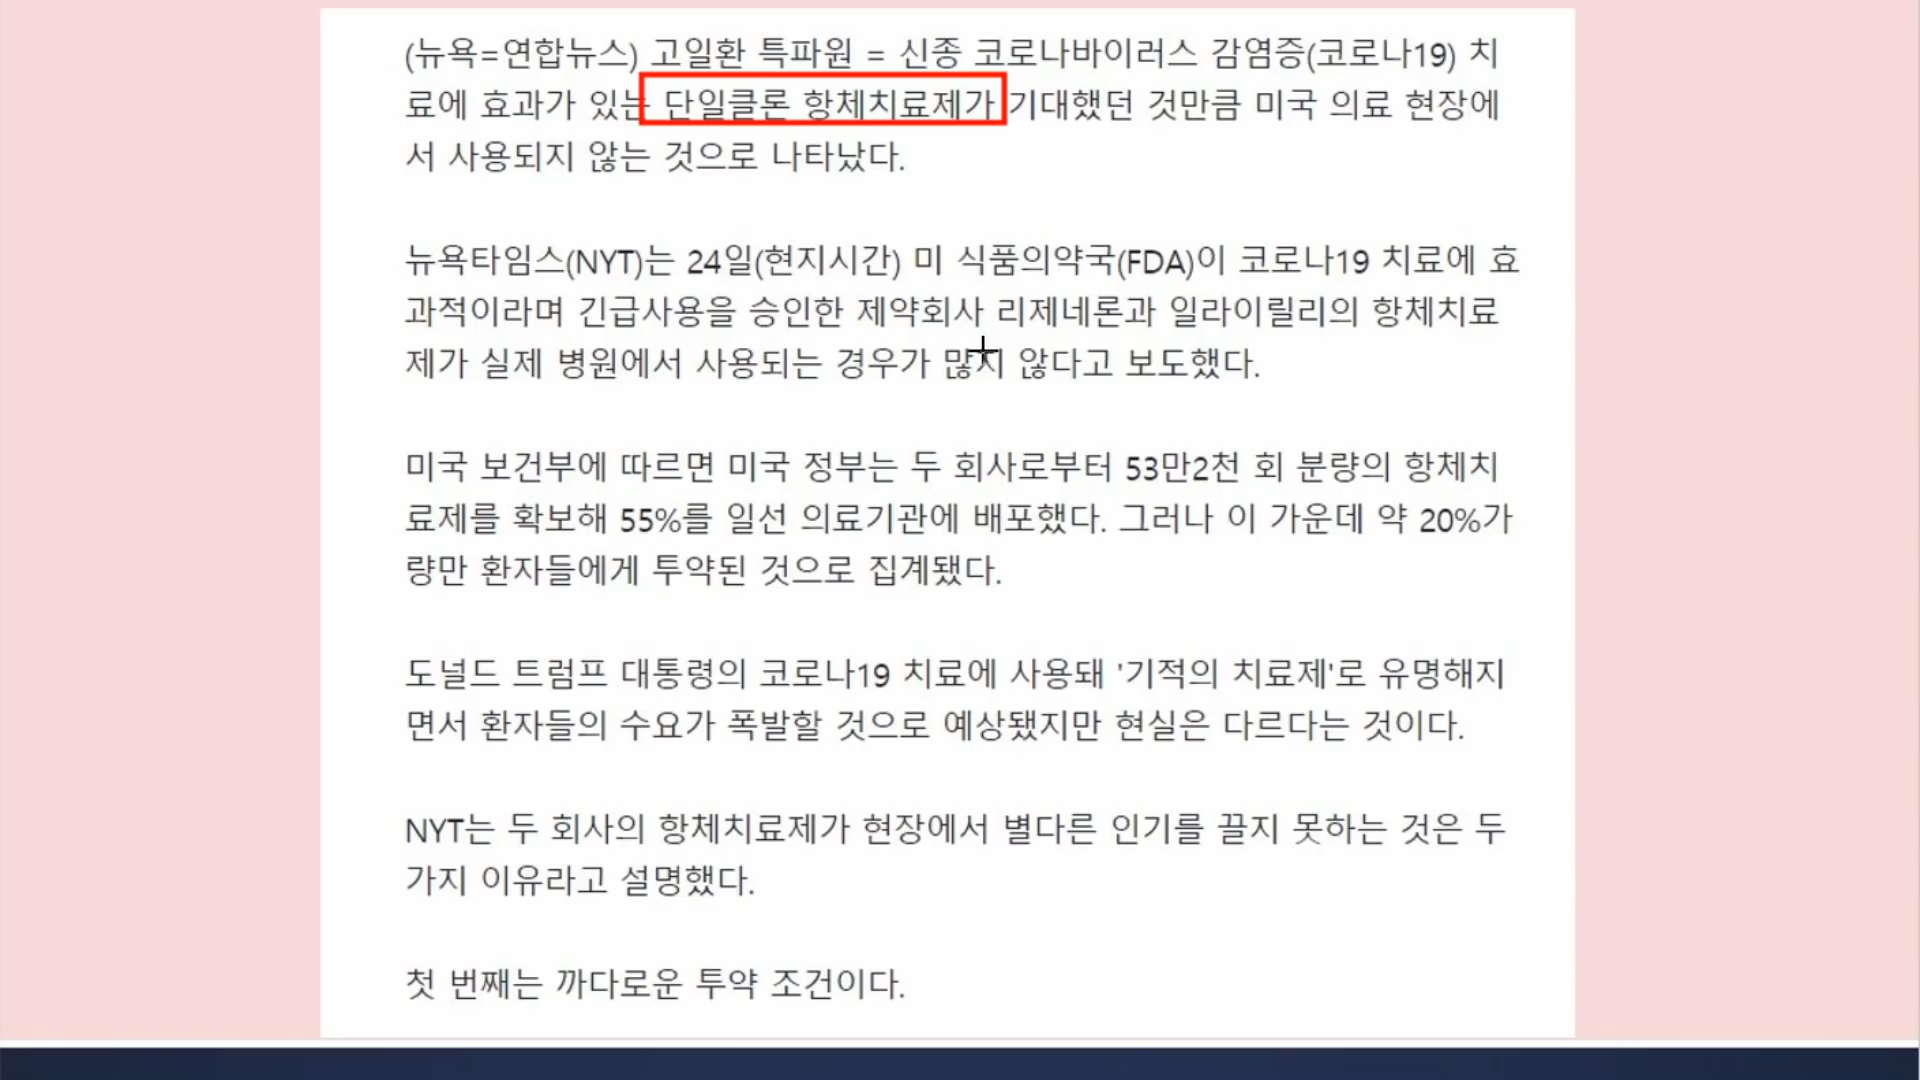 (뉴욕=연합뉴스) 고일환 특파원 = 신종 코로나바이러스 감염증(코로나19) 치
료에 효과가 있는 단일클론 항체치료제가 기대했던 것만큼 미국 의료 현장에
서 사용되지 않는 것으로 나타났다.
뉴욕타임스(NYT)는 24일(현지시간) 미 식품의약국(FDA)이 코로나19 치료에 효
과적이라며 긴급사용을 승인한 제약회사 리제네론과 일라이릴리의 항체치료
제가 실제 병원에서 사용되는 경우가 많지 않다고 보도했다.
미국 보건부에 따르면 미국 정부는 두 회사로부터 53만2천 회 분량의 항체치
료제를 확보해 55%를 일선 의료기관에 배포했다. 그러나 이 가운데 약 20%가
량만 환자들에게 투약된 것으로 집계됐다.
도널드 트럼프 대통령의 코로나19 치료에 사용돼 '기적의 치료제'로 유명해지
면서 환자들의 수요가 폭발할 것으로 예상됐지만 현실은 다르다는 것이다.
NYT는 두 회사의 항체치료제가 현장에서 별다른 인기를 끌지 못하는 것은 두
가지 이유라고 설명했다.
첫 번째는 까다로운 투약 조건이다.